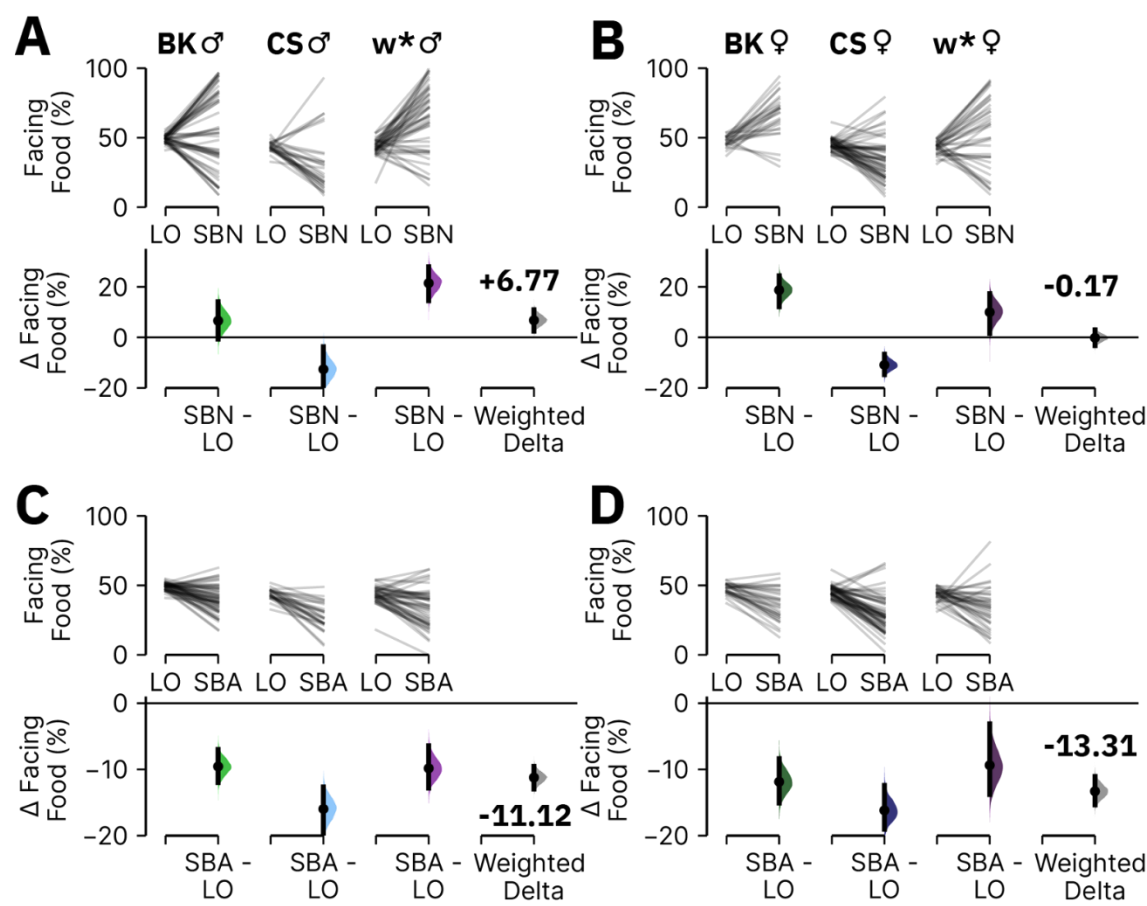 A
BK♂ CS♂ w*♂
Facing
Food (%)
100
50
0
LO SBN LO SBN LO SBN
Δ Facing
Food (%)
20
0
−20
+6.77
SBN - SBN - SBN - Weighted
LO LO LO Delta
B
BK♀ CS♀ w*♀
Facing
Food (%)
100
50
0
LO SBN LO SBN LO SBN
Δ Facing
Food (%)
20
0
−20
-0.17
SBN - SBN - SBN - Weighted
LO LO LO Delta
C
Facing
Food (%)
100
50
0
LO SBA LO SBA LO SBA
Δ Facing
Food (%)
0
−10
−20
-11.12
SBA - SBA - SBA - Weighted
LO LO LO Delta
D
Facing
Food (%)
100
50
0
LO SBA LO SBA LO SBA
Δ Facing
Food (%)
0
−10
−20
-13.31
SBA - SBA - SBA - Weighted
LO LO LO Delta